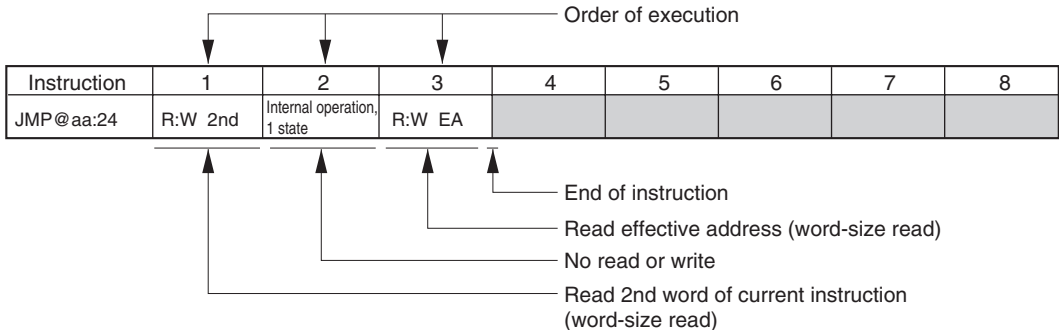 Order of execution
Instruction 1 2 3 4 5 6 7 8
JMP@aa:24 R:W 2nd Internal operation, 1 state R:W EA
End of instruction
Read effective address (word-size read)
No read or write
Read 2nd word of current instruction
(word-size read)